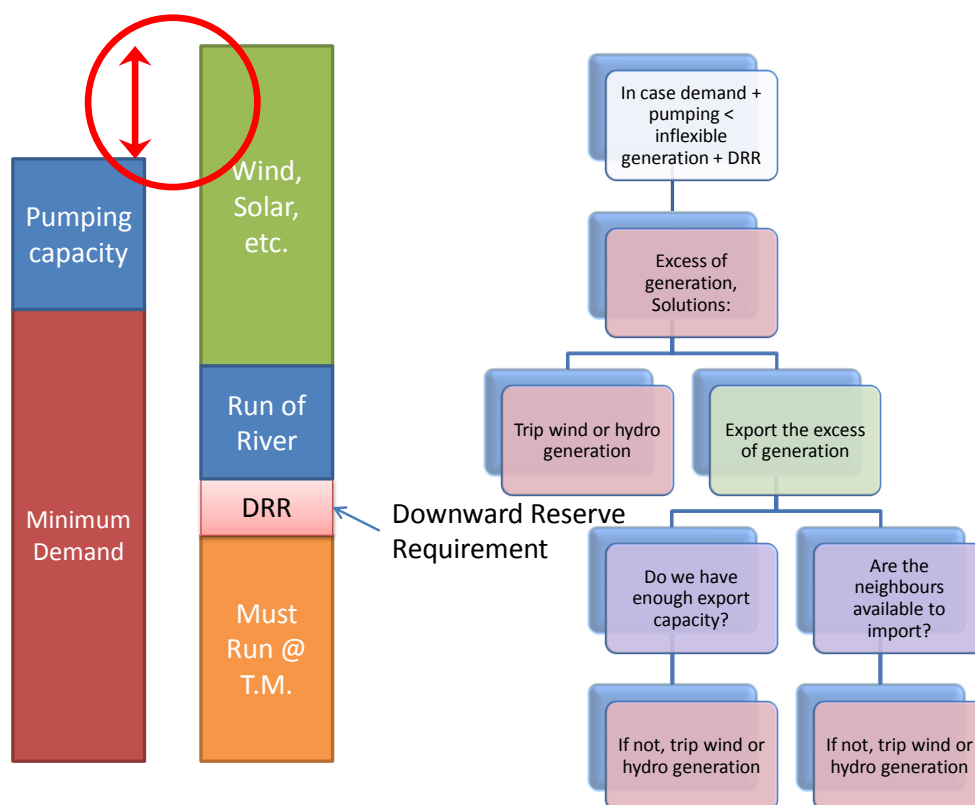 Pumping
capacity
Minimum
Demand
Wind,
Solar,
etc.
Run of
River
DRR
Must
Run @
T.M.
Downward Reserve
Requirement
In case demand +
pumping <
inflexible
generation + DRR
Excess of
generation,
Solutions:
Trip wind or hydro
generation
Export the excess
of generation
Do we have
enough export
capacity?
Are the
neighbours
available to
import?
If not, trip wind or
hydro generation
If not, trip wind or
hydro generation